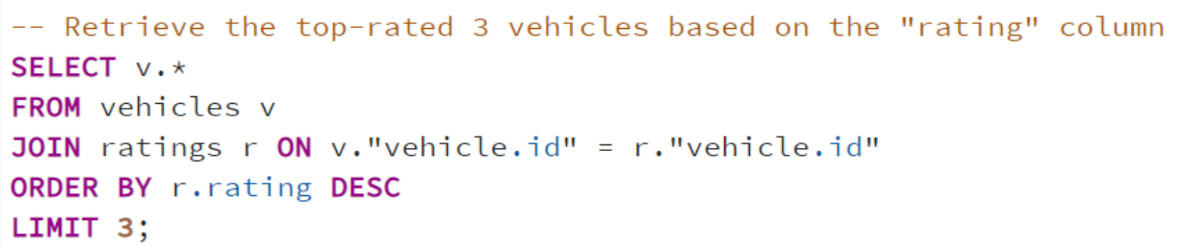 -- Retrieve the top-rated 3 vehicles based on the "rating" column
SELECT v.*
FROM vehicles v
JOIN ratings r ON v."vehicle.id" = r."vehicle.id"
ORDER BY r.rating DESC
LIMIT 3;